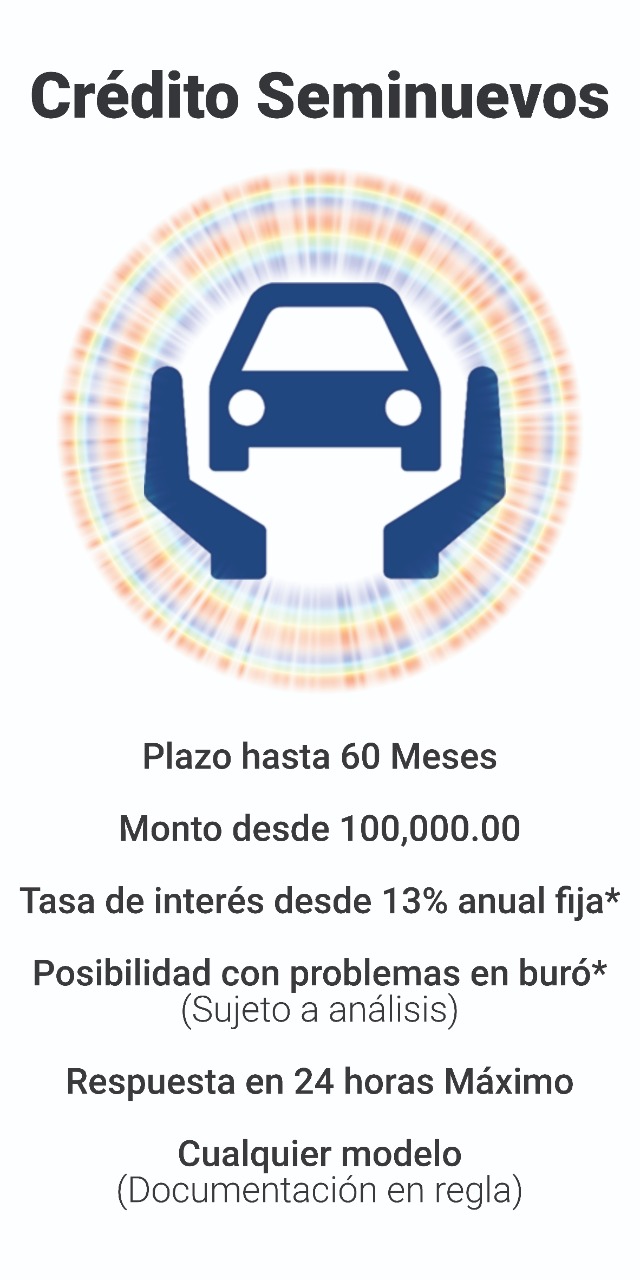 Crédito Seminuevos
Plazo hasta 60 Meses
Monto desde 100,000.00
Tasa de interés desde 13% anual fija*
Posibilidad con problemas en buró*
(Sujeto a análisis)
Respuesta en 24 horas Máximo
Cualquier modelo
(Documentación en regla)